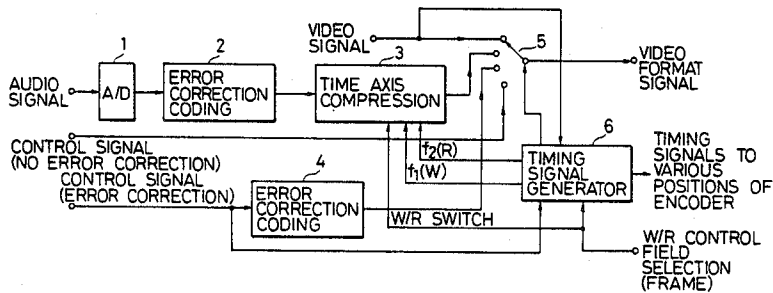 VIDEO
SIGNAL
5
VIDEO
FORMAT
SIGNAL
1
2
3
AUDIO
SIGNAL
A/D
ERROR
CORRECTION
CODING
TIME AXIS
COMPRESSION
6
CONTROL SIGNAL
(NO ERROR CORRECTION)
CONTROL SIGNAL
(ERROR CORRECTION)
4
ERROR
CORRECTION
CODING
f2(R)
f1(W)
W/R SWITCH
TIMING
SIGNAL
GENERATOR
TIMING
SIGNALS TO
VARIOUS
POSITIONS OF
ENCODER
W/R CONTROL
FIELD
SELECTION
(FRAME)